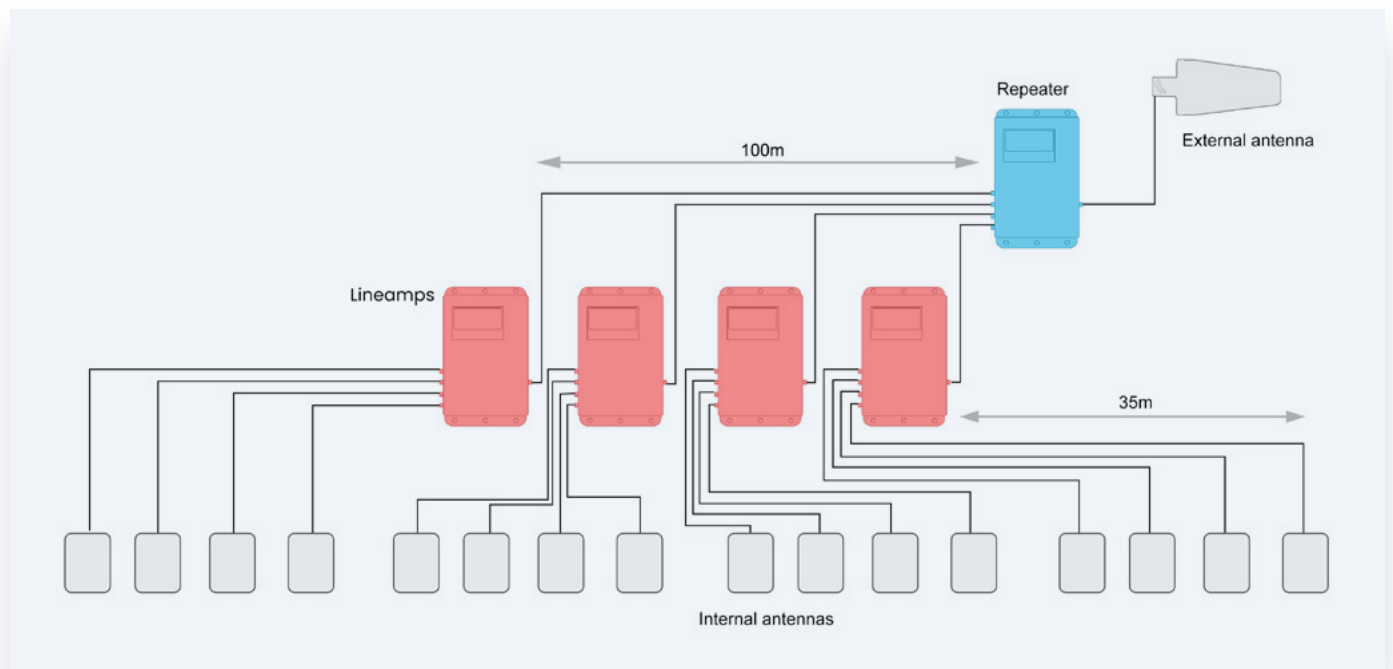 Repeater
External antenna
100m
Lineamps
35m
Internal antennas